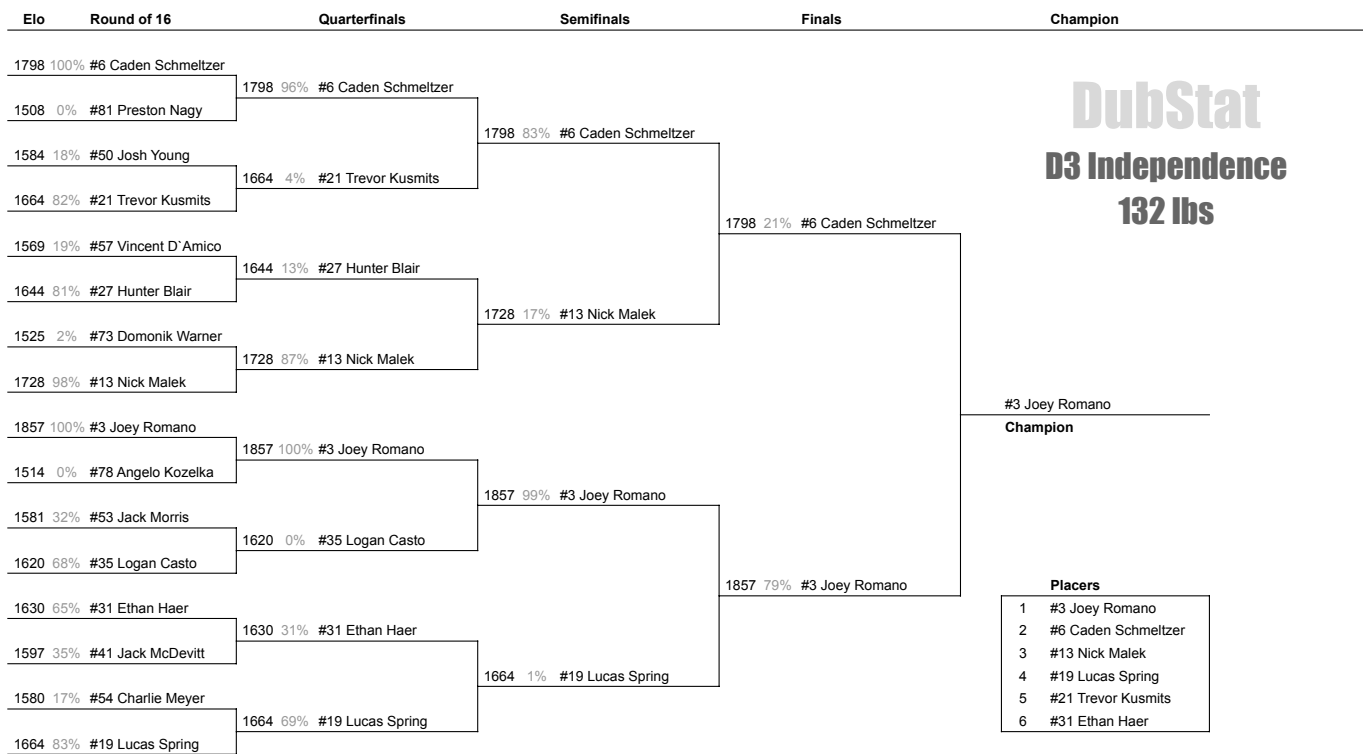 Elo Round of 16 Quarterfinals Semifinals Finals Champion
1798 100% #6 Caden Schmeltzer
1798 96% #6 Caden Schmeltzer
1508 0% #81 Preston Nagy
1798 83% #6 Caden Schmeltzer
1584 18% #50 Josh Young
1664 4% #21 Trevor Kusmits
1664 82% #21 Trevor Kusmits
1798 21% #6 Caden Schmeltzer
1569 19% #57 Vincent D`Amico
1644 13% #27 Hunter Blair
1644 81% #27 Hunter Blair
1728 17% #13 Nick Malek
1525 2% #73 Domonik Warner
1728 87% #13 Nick Malek
1728 98% #13 Nick Malek
#3 Joey Romano
Champion
1857 100% #3 Joey Romano
1857 100% #3 Joey Romano
1514 0% #78 Angelo Kozelka
1857 99% #3 Joey Romano
1581 32% #53 Jack Morris
1620 0% #35 Logan Casto
1620 68% #35 Logan Casto
1857 79% #3 Joey Romano
1630 65% #31 Ethan Haer
1630 31% #31 Ethan Haer
1597 35% #41 Jack McDevitt
1664 1% #19 Lucas Spring
1580 17% #54 Charlie Meyer
1664 69% #19 Lucas Spring
1664 83% #19 Lucas Spring
DubStat
D3 Independence
132 lbs
Placers
1 #3 Joey Romano
2 #6 Caden Schmeltzer
3 #13 Nick Malek
4 #19 Lucas Spring
5 #21 Trevor Kusmits
6 #31 Ethan Haer